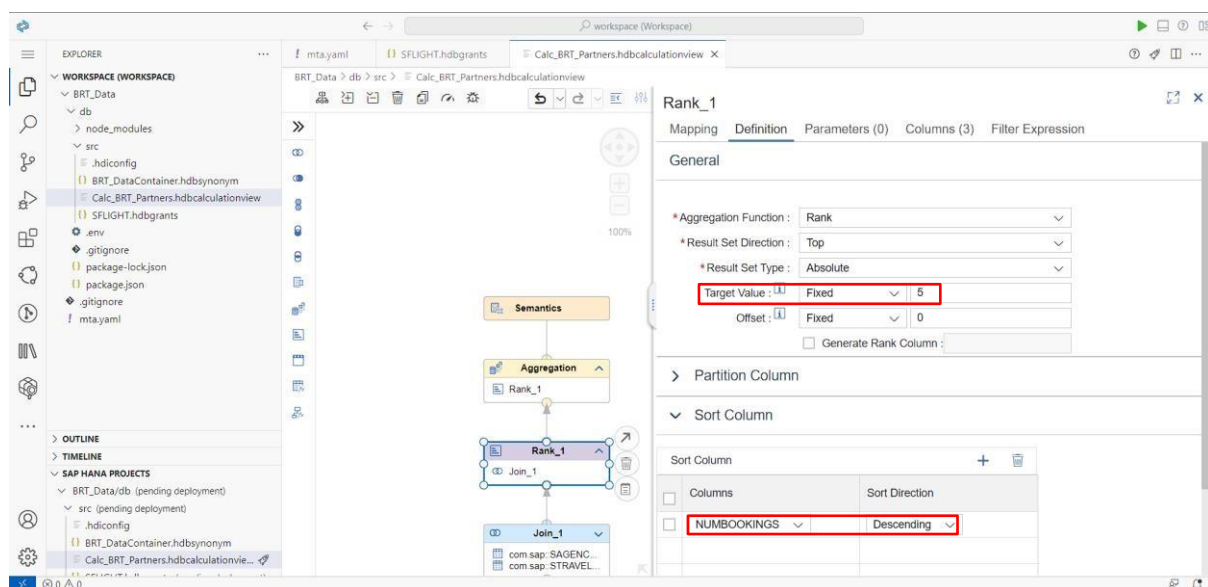 workspace (Workspace)
EXPLORER
WORKSPACE (WORKSPACE)
BRT_Data
db
node_modules
src
.hdiconfig
BRT_DataContainer.hdbsynonym
Calc_BRT_Partners.hdbcalculationview
SFLIGHT.hdbgrants
.env
.gitignore
package-lock.json
package.json
.gitignore
mta.yaml
OUTLINE
TIMELINE
SAP HANA PROJECTS
BRT_Data/db (pending deployment)
src (pending deployment)
.hdiconfig
BRT_DataContainer.hdbsynonym
Calc_BRT_Partners.hdbcalculationvie...
0 0
mta.yaml
SFLIGHT.hdbgrants
Calc_BRT_Partners.hdbcalculationview
BRT_Data > db > src > Calc_BRT_Partners.hdbcalculationview
100%
Semantics
Aggregation
Rank_1
Rank_1
Join_1
Join_1
com.sap: SAGENC...
com.sap: STRAVEL...
Rank_1
Mapping Definition Parameters (0) Columns (3) Filter Expression
General
*Aggregation Function : Rank
*Result Set Direction : Top
*Result Set Type : Absolute
Target Value : Fixed 5
Offset : Fixed 0
Generate Rank Column :
Partition Column
Sort Column
Sort Column
Columns Sort Direction
NUMBOOKINGS Descending